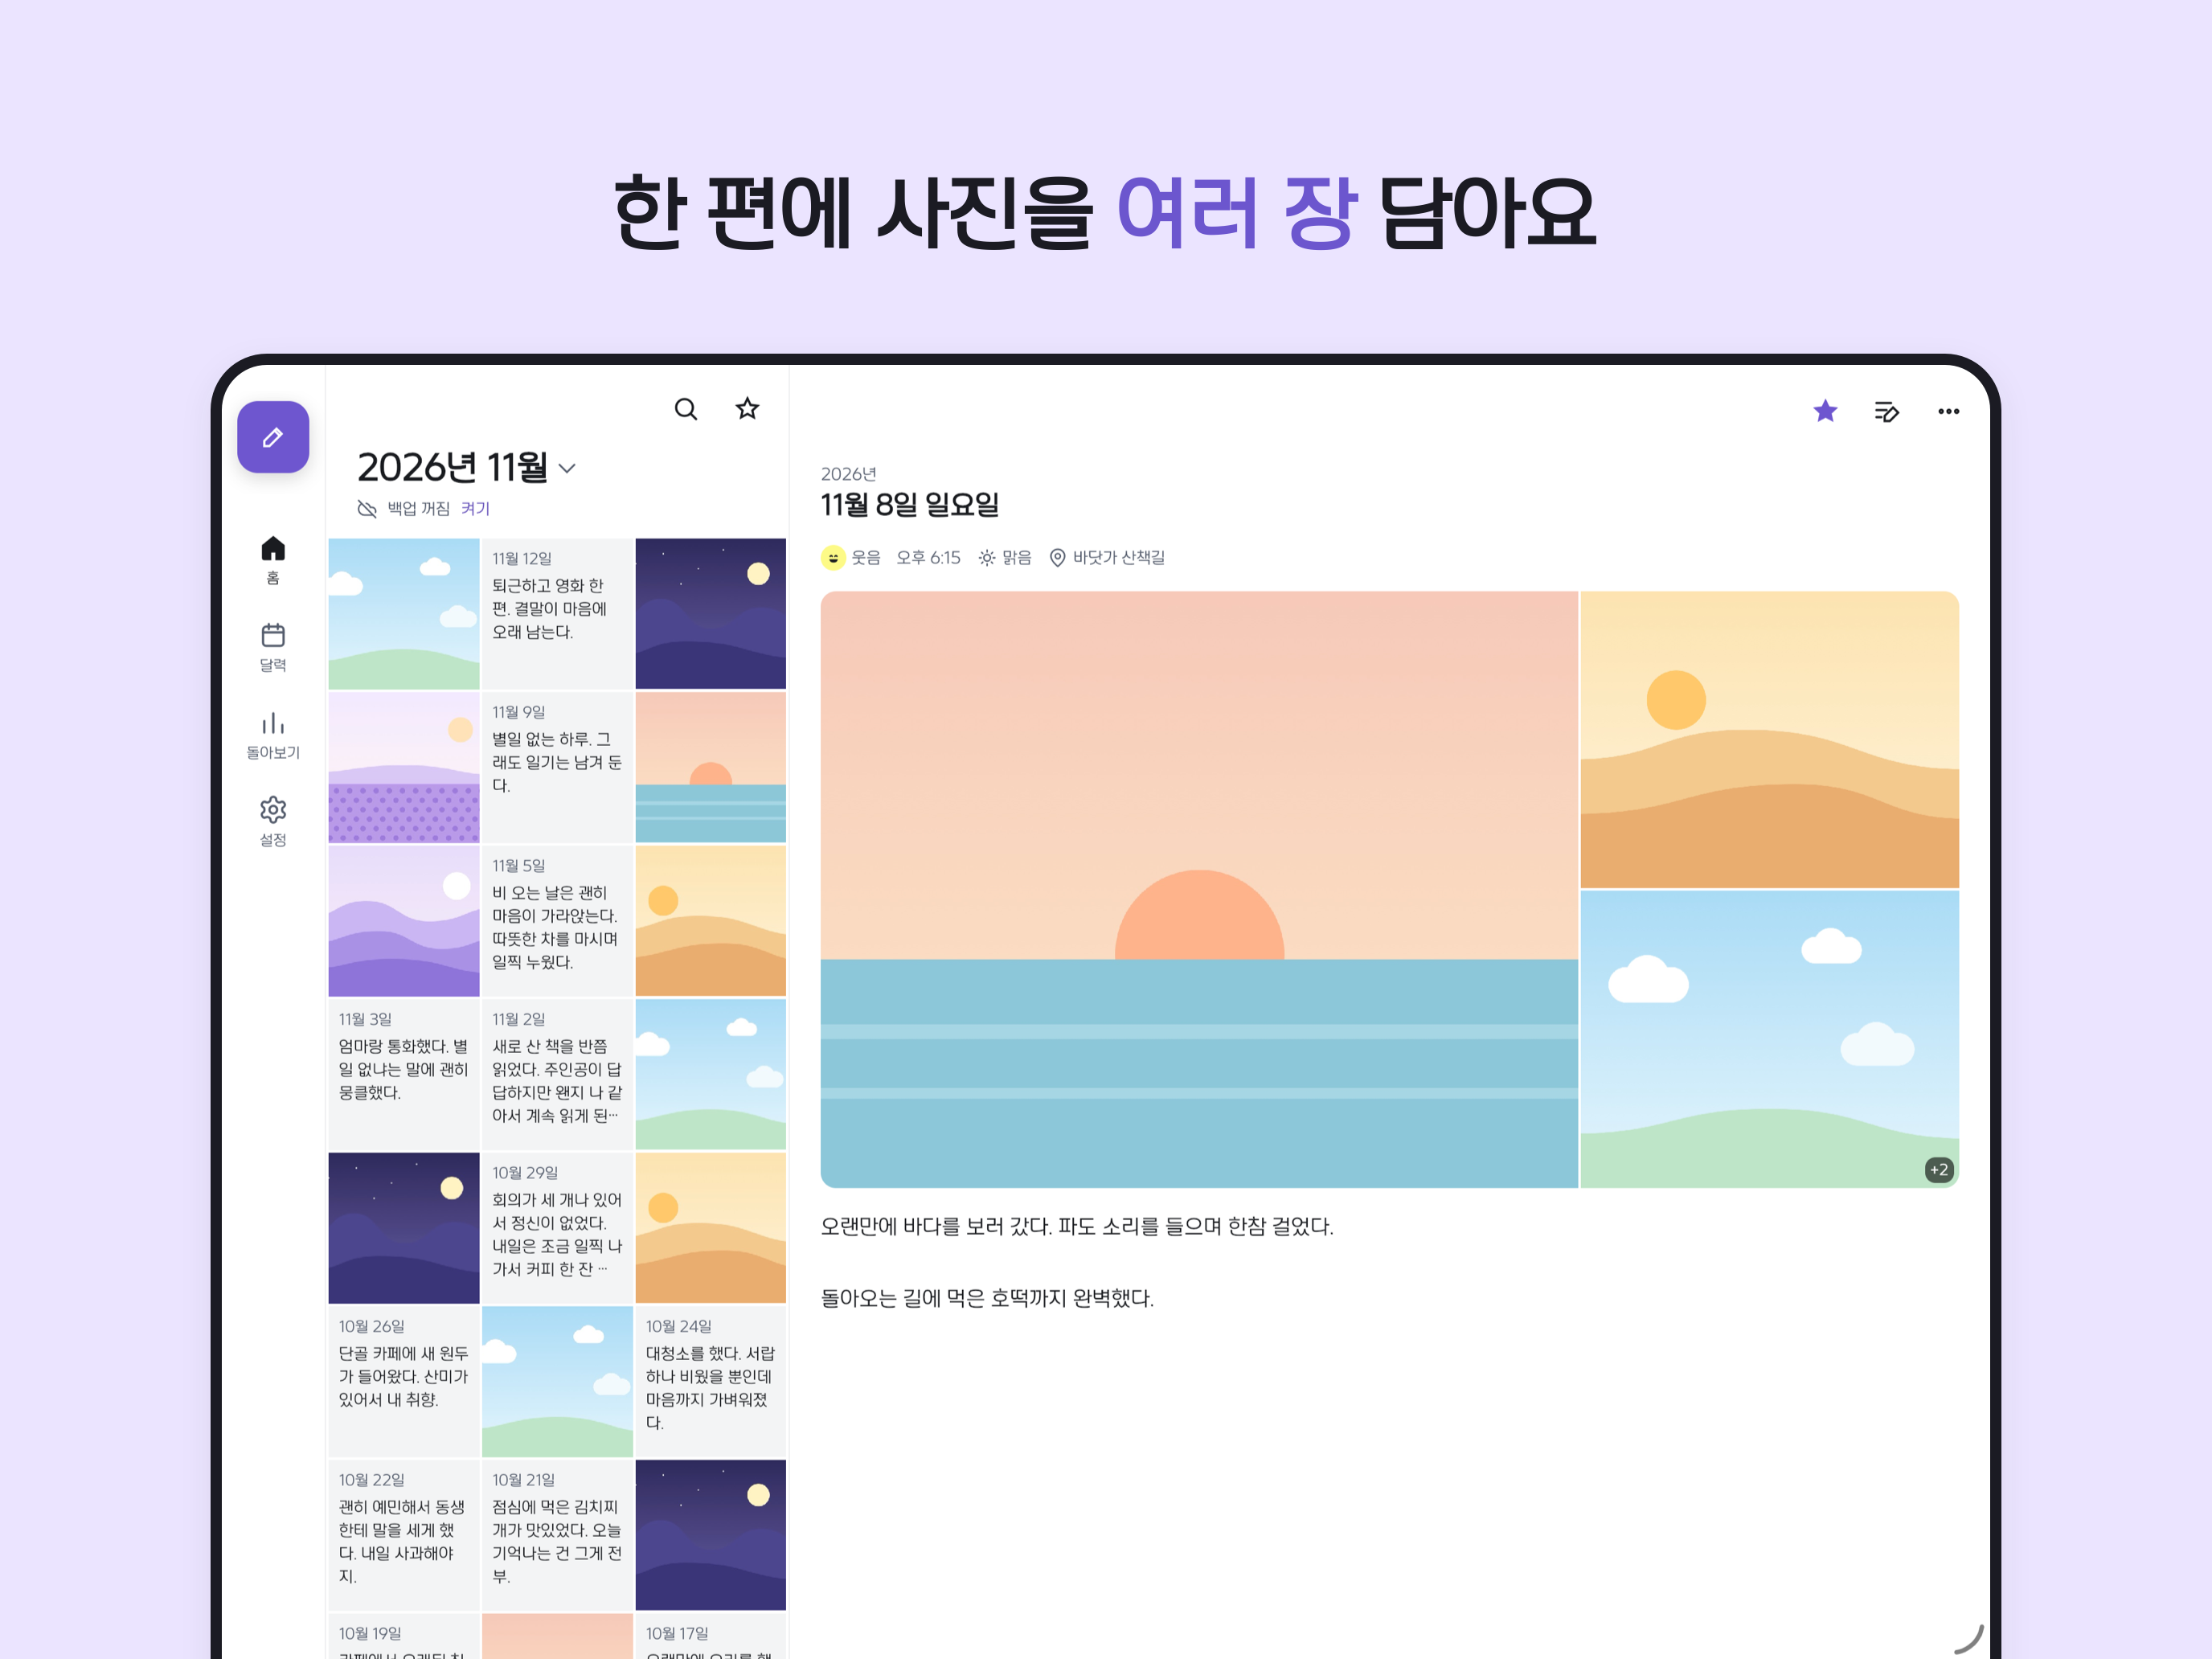 한 편에 사진을 여러 장 담아요
홈
달력
돌아보기
설정
2026년 11월
백업 꺼짐 켜기
11월 12일
퇴근하고 영화 한
편. 결말이 마음에
오래 남는다.
11월 9일
별일 없는 하루. 그
래도 일기는 남겨 둔
다.
11월 5일
비 오는 날은 괜히
마음이 가라앉는다.
따뜻한 차를 마시며
일찍 누웠다.
11월 3일
엄마랑 통화했다. 별
일 없냐는 말에 괜히
뭉클했다.
11월 2일
새로 산 책을 반쯤
읽었다. 주인공이 답
답하지만 왠지 나 같
아서 계속 읽게 된…
10월 29일
회의가 세 개나 있어
서 정신이 없었다.
내일은 조금 일찍 나
가서 커피 한 잔 …
10월 26일
단골 카페에 새 원두
가 들어왔다. 산미가
있어서 내 취향.
10월 24일
대청소를 했다. 서랍
하나 비웠을 뿐인데
마음까지 가벼워졌
다.
10월 22일
괜히 예민해서 동생
한테 말을 세게 했
다. 내일 사과해야
지.
10월 21일
점심에 먹은 김치찌
개가 맛있었다. 오늘
기억나는 건 그게 전
부.
10월 19일
10월 17일
2026년
11월 8일 일요일
웃음 오후 6:15 맑음 바닷가 산책길
+2
오랜만에 바다를 보러 갔다. 파도 소리를 들으며 한참 걸었다.
돌아오는 길에 먹은 호떡까지 완벽했다.